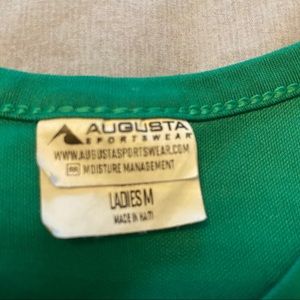 AUGUSTA
SPORTSWEAR
WWW.AUGUSTASPORTSWEAR.COM
MOISTURE MANAGEMENT
LADIES M
MADE IN HAITI